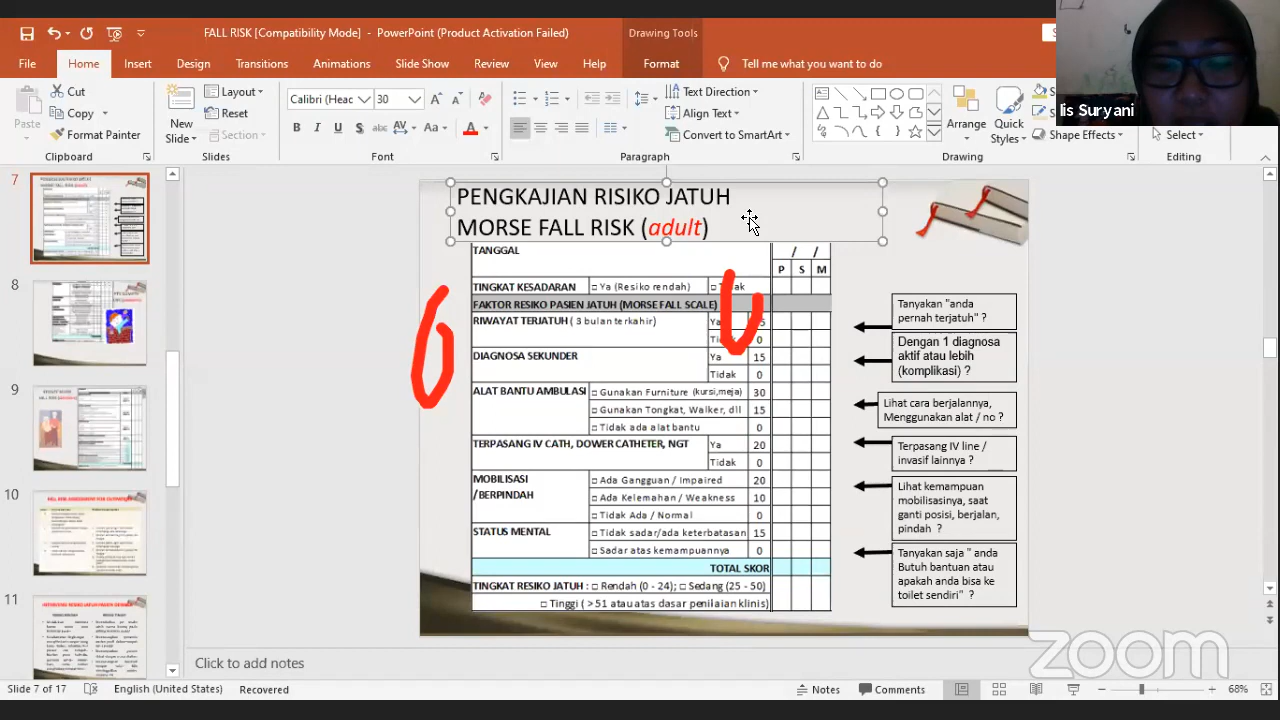 FALL RISK [Compatibility Mode] - PowerPoint (Product Activation Failed)
Drawing Tools
File Home Insert Design Transitions Animations Slide Show Review View Help Format Tell me what you want to do
Iis Suryani
Paste
Cut
Copy
Format Painter
Clipboard
New
Slide
Layout
Reset
Section
Slides
Calibri (Heac 30
Font
Text Direction
Align Text
Convert to SmartArt
Paragraph
Arrange
Quick
Styles
Shape Effects
Drawing
Select
Editing
7
8
9
10
11
PENGKAJIAN RISIKO JATUH
MORSE FALL RISK (adult)
TANGGAL / /
P S M
TINGKAT KESADARAN □ Ya (Resiko rendah)
FAKTOR RESIKO PASIEN JATUH (MORSE FALL SCALE)
RIWAYAT TERJATUH ( 3 bulan terkahir)
0
DIAGNOSA SEKUNDER Ya 15
Tidak 0
ALAT BANTU AMBULASI □ Gunakan Furniture (kursi,meja)
□ Gunakan Tongkat, Walker, dll 15
□ Tidak ada alat bantu 0
TERPASANG IV CATH, DOWER CATHETER, NGT Ya 20
Tidak 0
MOBILISASI
/BERPINDAH
□ Ada Gangguan / Impaired 20
□ Ada Kelemahan / Weakness 10
□ Tidak Ada / Normal 0
STATUS MENTAL □ Tidak sadar/ada keterbatasan 15
□ Sadar atas kemampuannya
TOTAL SKOR
TINGKAT RESIKO JATUH : □ Rendah (0 - 24); □ Sedang (25 - 50)
□ Tinggi ( >51 atau atas dasar penilaian klinis)
Tanyakan "anda
pernah terjatuh" ?
Dengan 1 diagnosa
aktif atau lebih
(komplikasi) ?
Lihat cara berjalannya,
Menggunakan alat / no ?
Terpasang IV line /
invasif lainnya ?
Lihat kemampuan
mobilisasinya, saat
ganti posisi, berjalan,
pindah ?
Tanyakan saja" anda
Butuh bantuan atau
apakah anda bisa ke
toilet sendiri" ?
Click to add notes
zoom
Slide 7 of 17 English (United States) Recovered Notes Comments 68%